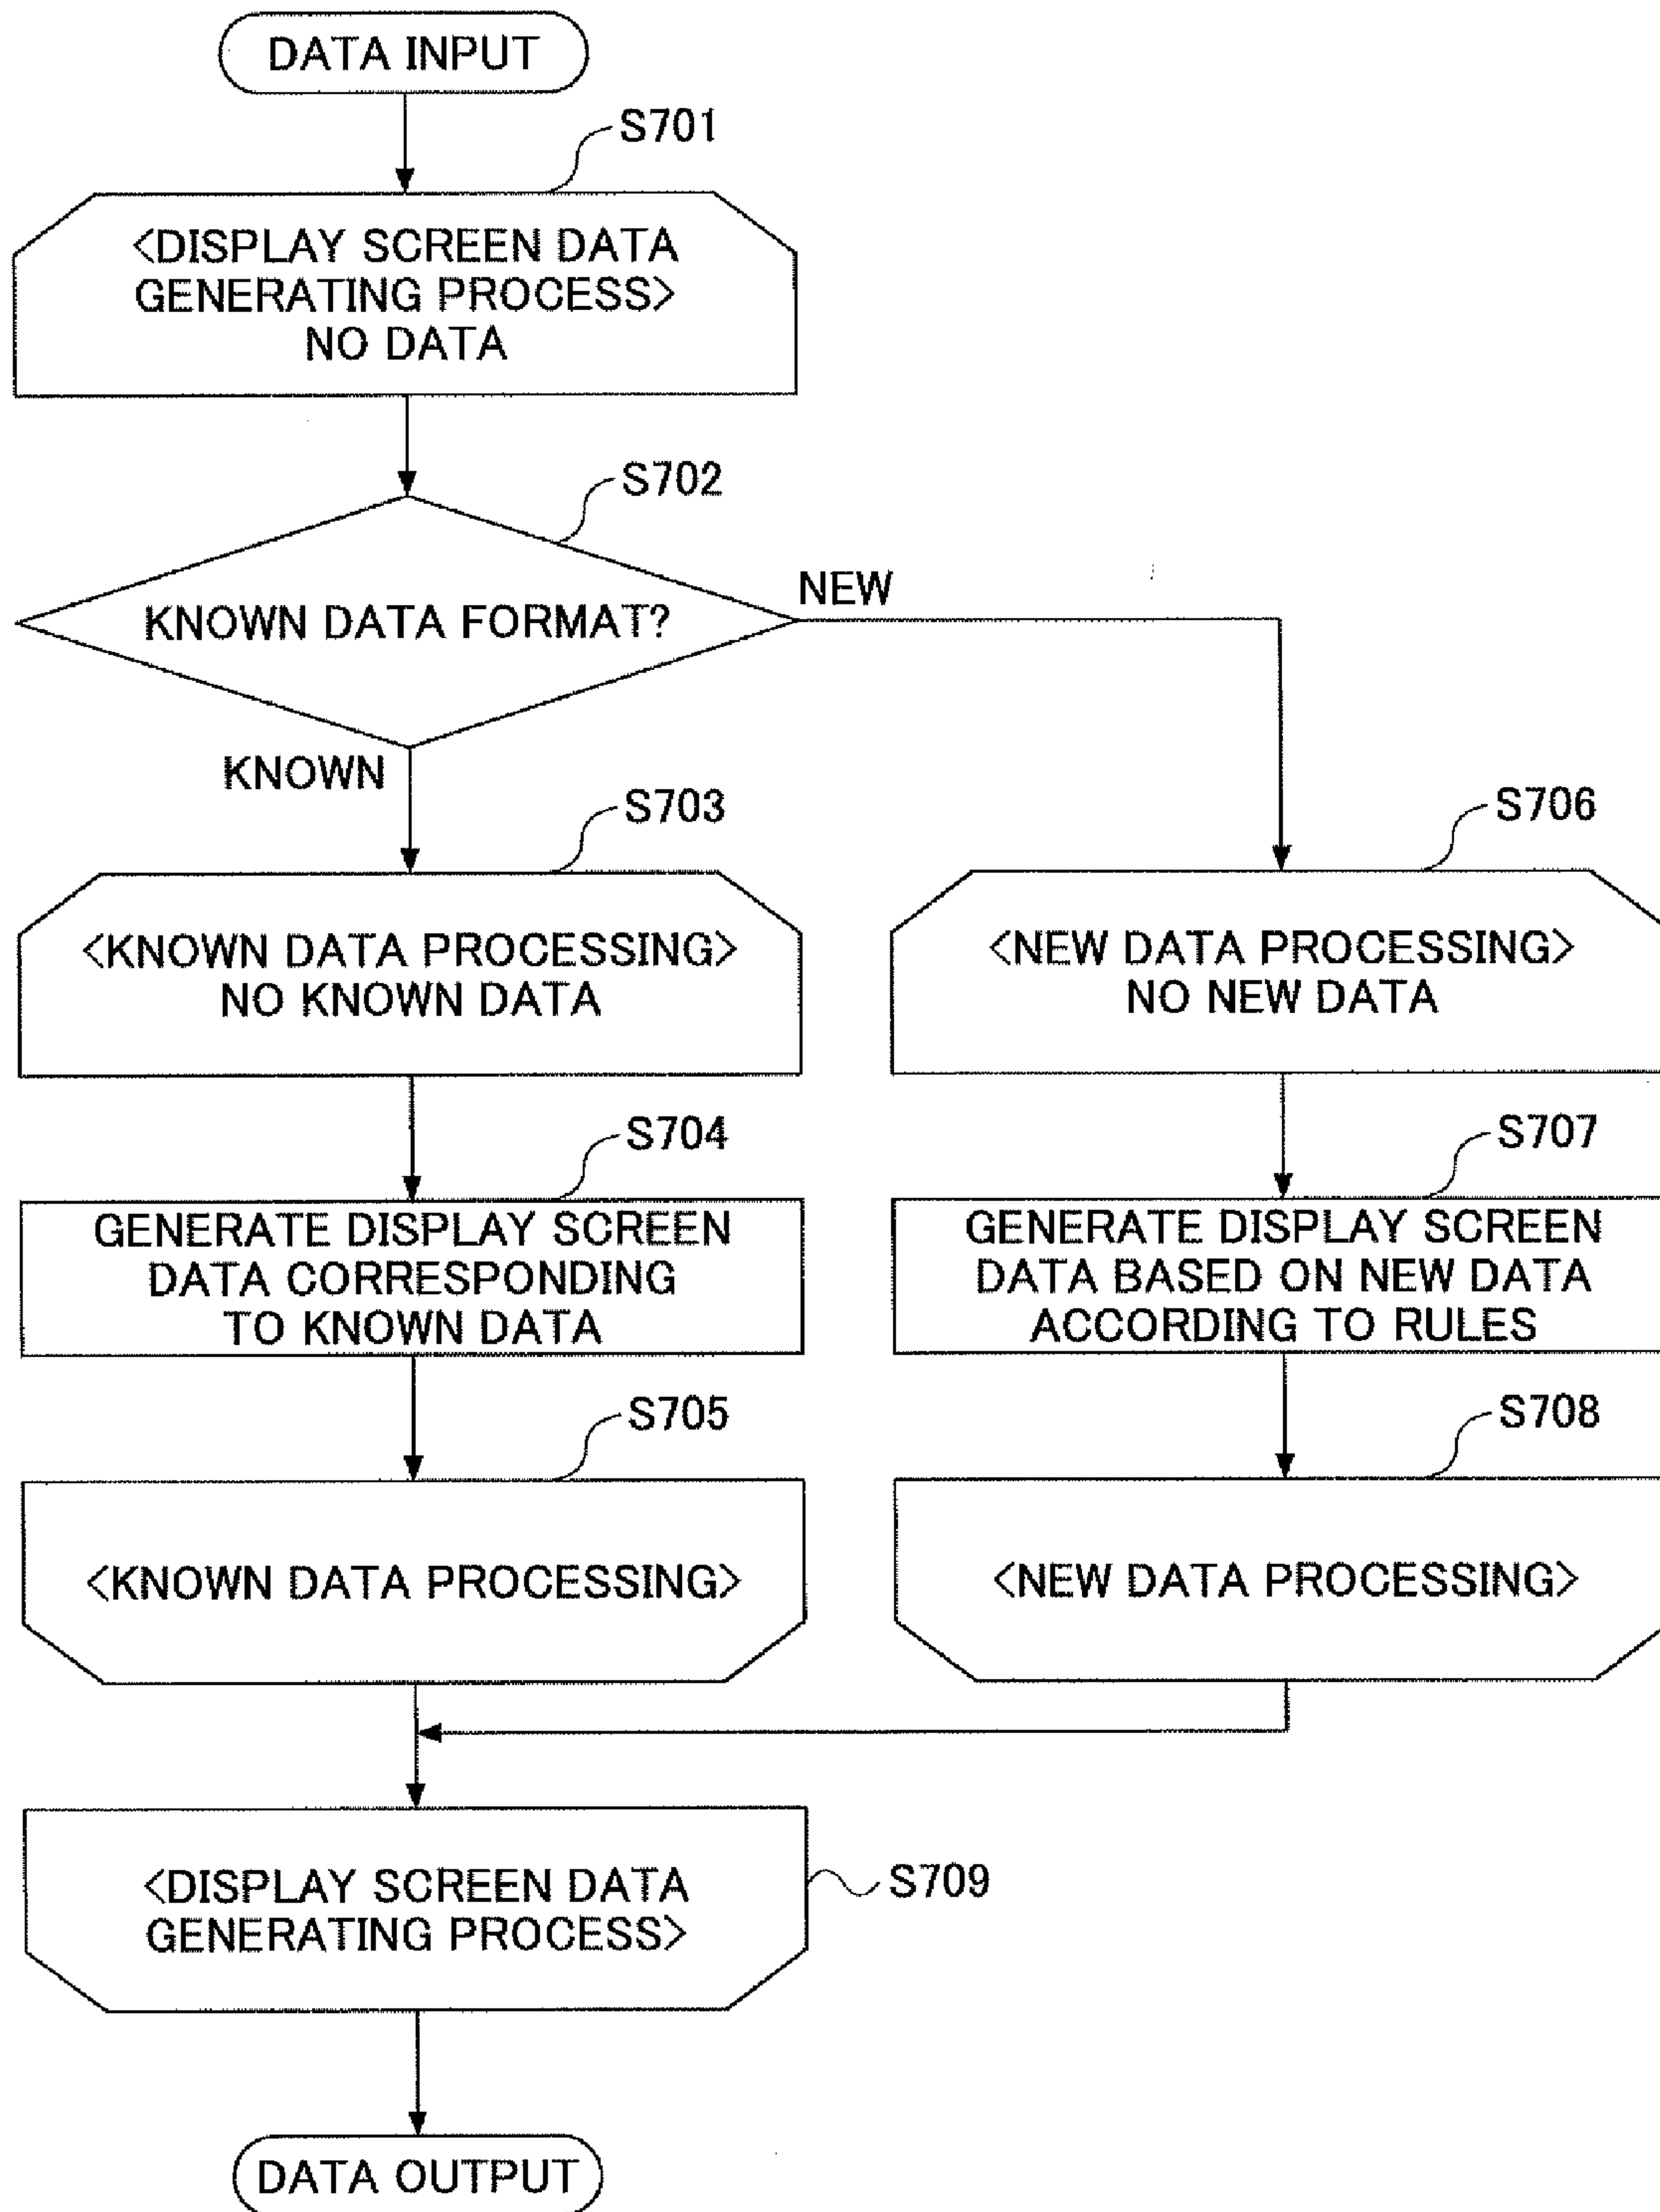 DATA INPUT
S701
<DISPLAY SCREEN DATA
GENERATING PROCESS>
NO DATA
S702
KNOWN DATA FORMAT?
NEW
KNOWN
S703
<KNOWN DATA PROCESSING>
NO KNOWN DATA
S704
GENERATE DISPLAY SCREEN
DATA CORRESPONDING
TO KNOWN DATA
S705
<KNOWN DATA PROCESSING>
S706
<NEW DATA PROCESSING>
NO NEW DATA
S707
GENERATE DISPLAY SCREEN
DATA BASED ON NEW DATA
ACCORDING TO RULES
S708
<NEW DATA PROCESSING>
<DISPLAY SCREEN DATA
GENERATING PROCESS>
S709
DATA OUTPUT